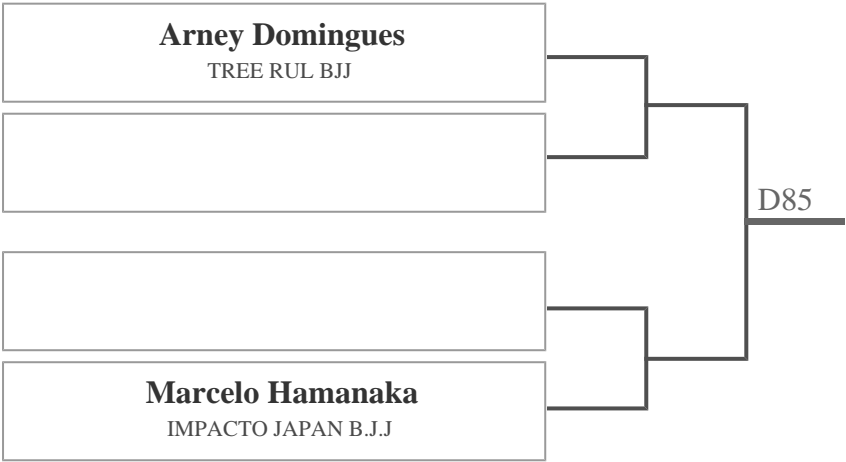 Arney Domingues
TREE RUL BJJ
D85
Marcelo Hamanaka
IMPACTO JAPAN B.J.J